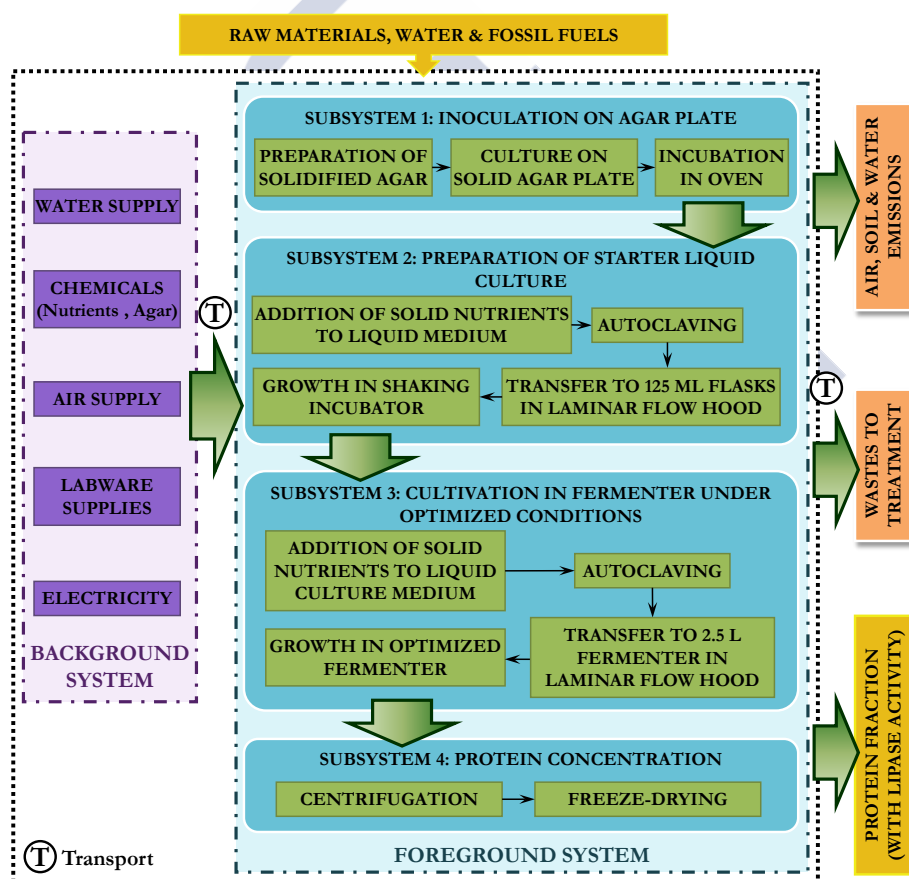 RAW MATERIALS, WATER & FOSSIL FUELS
SUBSYSTEM 1: INOCULATION ON AGAR PLATE
PREPARATION OF
SOLIDIFIED AGAR
CULTURE ON
SOLID AGAR PLATE
INCUBATION
IN OVEN
SUBSYSTEM 2: PREPARATION OF STARTER LIQUID
CULTURE
ADDITION OF SOLID NUTRIENTS
TO LIQUID MEDIUM
AUTOCLAVING
TRANSFER TO 125 ML FLASKS
IN LAMINAR FLOW HOOD
GROWTH IN SHAKING
INCUBATOR
SUBSYSTEM 3: CULTIVATION IN FERMENTER UNDER
OPTIMIZED CONDITIONS
ADDITION OF SOLID
NUTRIENTS TO LIQUID
CULTURE MEDIUM
AUTOCLAVING
TRANSFER TO 2.5 L
FERMENTER IN
LAMINAR FLOW HOOD
GROWTH IN OPTIMIZED
FERMENTER
SUBSYSTEM 4: PROTEIN CONCENTRATION
CENTRIFUGATION
FREEZE-DRYING
FOREGROUND SYSTEM
WATER SUPPLY
CHEMICALS
(Nutrients , Agar)
AIR SUPPLY
LABWARE
SUPPLIES
ELECTRICITY
BACKGROUND
SYSTEM
T
T
T Transport
AIR, SOIL & WATER
EMISSIONS
WASTES TO
TREATMENT
PROTEIN FRACTION
(WITH LIPASE ACTIVITY)